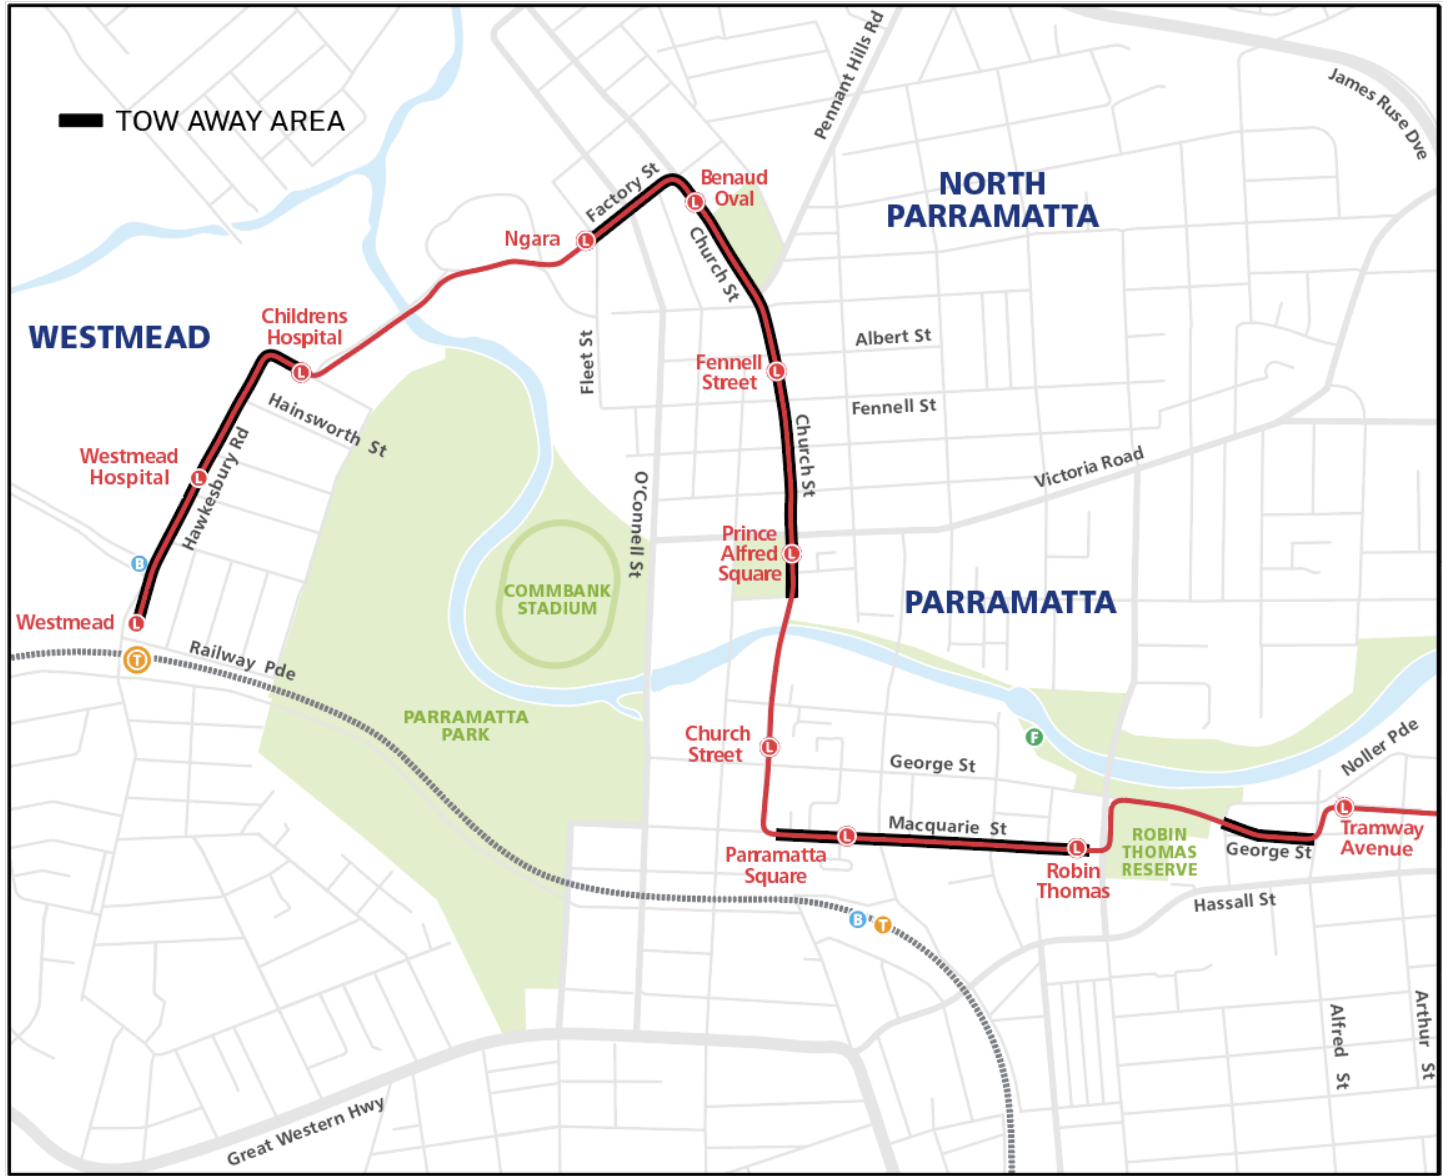 TOW AWAY AREA
Pennant Hills Rd
James Ruse Dve
Factory St
Benaud
Oval
NORTH
PARRAMATTA
Ngara
Church St
Childrens
Hospital
WESTMEAD
Albert St
Fleet St
Fennell
Street
Fennell St
Hainsworth St
Church St
Westmead
Hospital
Hawkesbury Rd
Victoria Road
O'Connell St
Prince
Alfred
Square
B
COMMBANK
STADIUM
PARRAMATTA
Westmead
T
Railway Pde
PARRAMATTA
PARK
Church
Street
F
George St
Noller Pde
Macquarie St
Tramway
Avenue
ROBIN
THOMAS
RESERVE
George St
Parramatta
Square
Robin
Thomas
Hassall St
B
T
Alfred St
Arthur St
Great Western Hwy
L
L
L
L
L
L
L
L
L
L
L